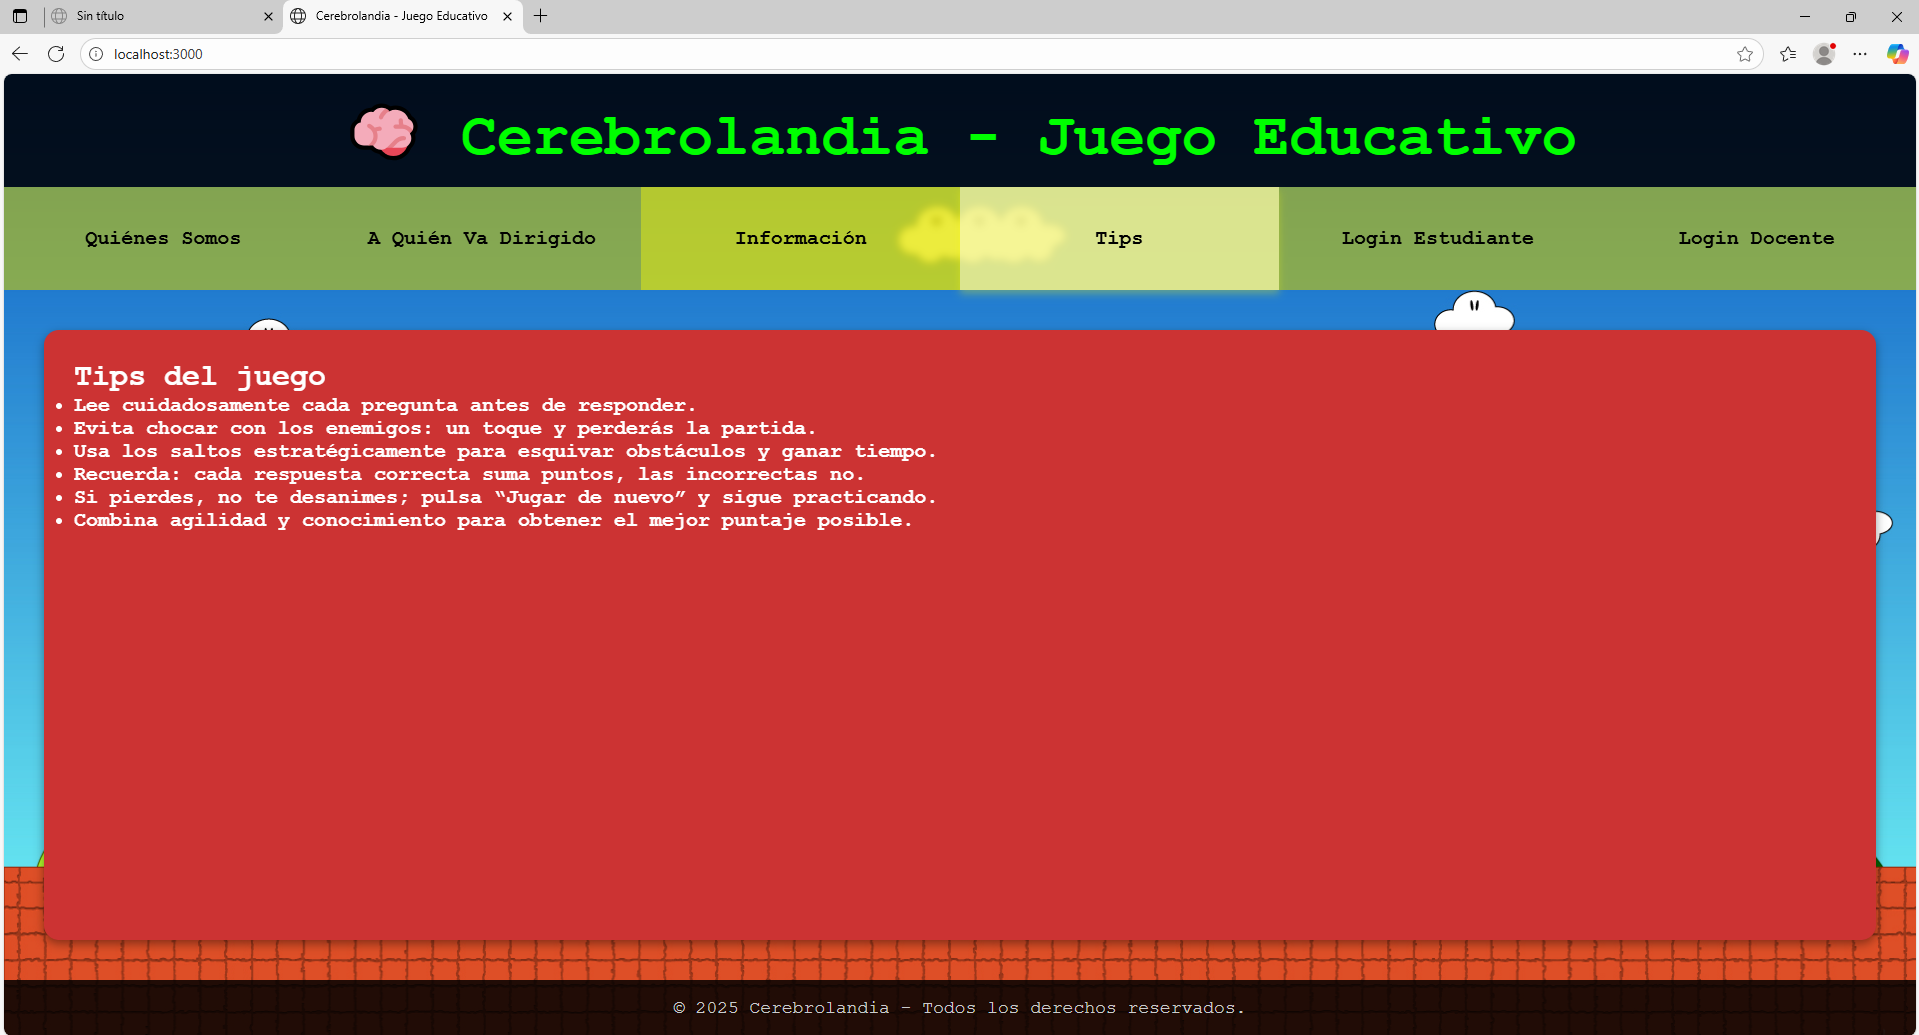 Sin título
Cerebrolandia - Juego Educativo
localhost:3000
Cerebrolandia - Juego Educativo
Quiénes Somos
A Quién Va Dirigido
Información
Tips
Login Estudiante
Login Docente
Tips del juego
• Lee cuidadosamente cada pregunta antes de responder.
• Evita chocar con los enemigos: un toque y perderás la partida.
• Usa los saltos estratégicamente para esquivar obstáculos y ganar tiempo.
• Recuerda: cada respuesta correcta suma puntos, las incorrectas no.
• Si pierdes, no te desanimes; pulsa “Jugar de nuevo” y sigue practicando.
• Combina agilidad y conocimiento para obtener el mejor puntaje posible.
© 2025 Cerebrolandia - Todos los derechos reservados.